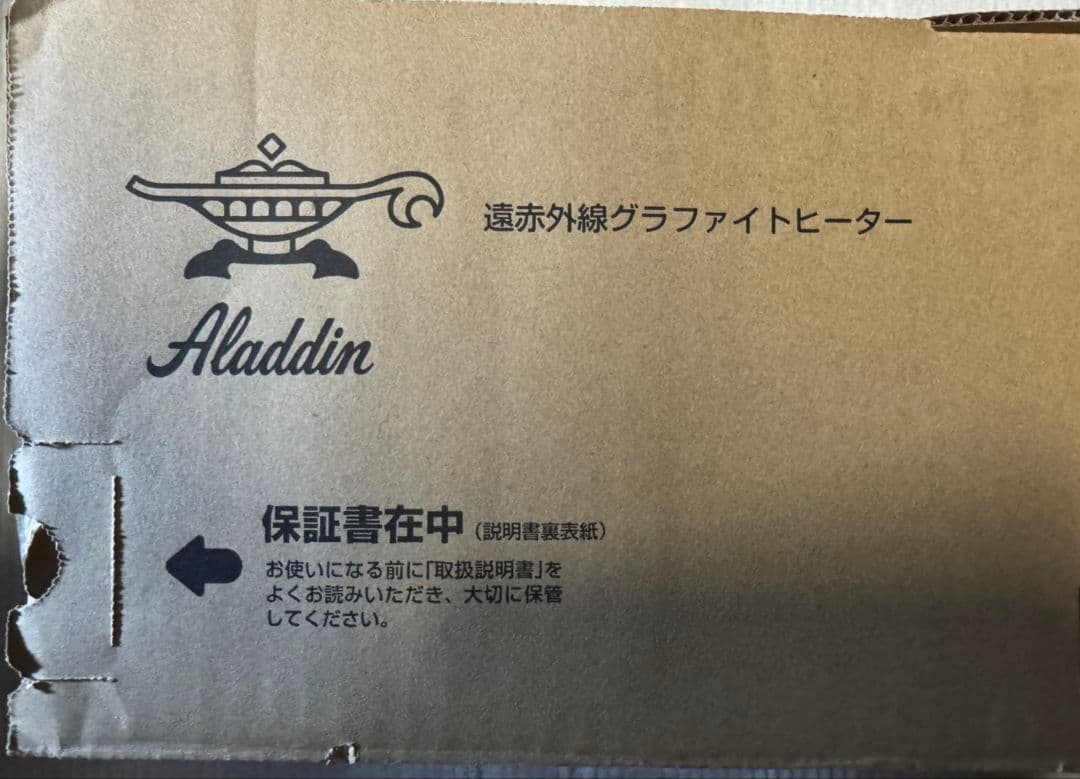 遠赤外線グラファイトヒーター
Aladdin
保証書在中（説明書裏表紙）
お使いになる前に「取扱説明書」を
よくお読みいただき、大切に保管
してください。